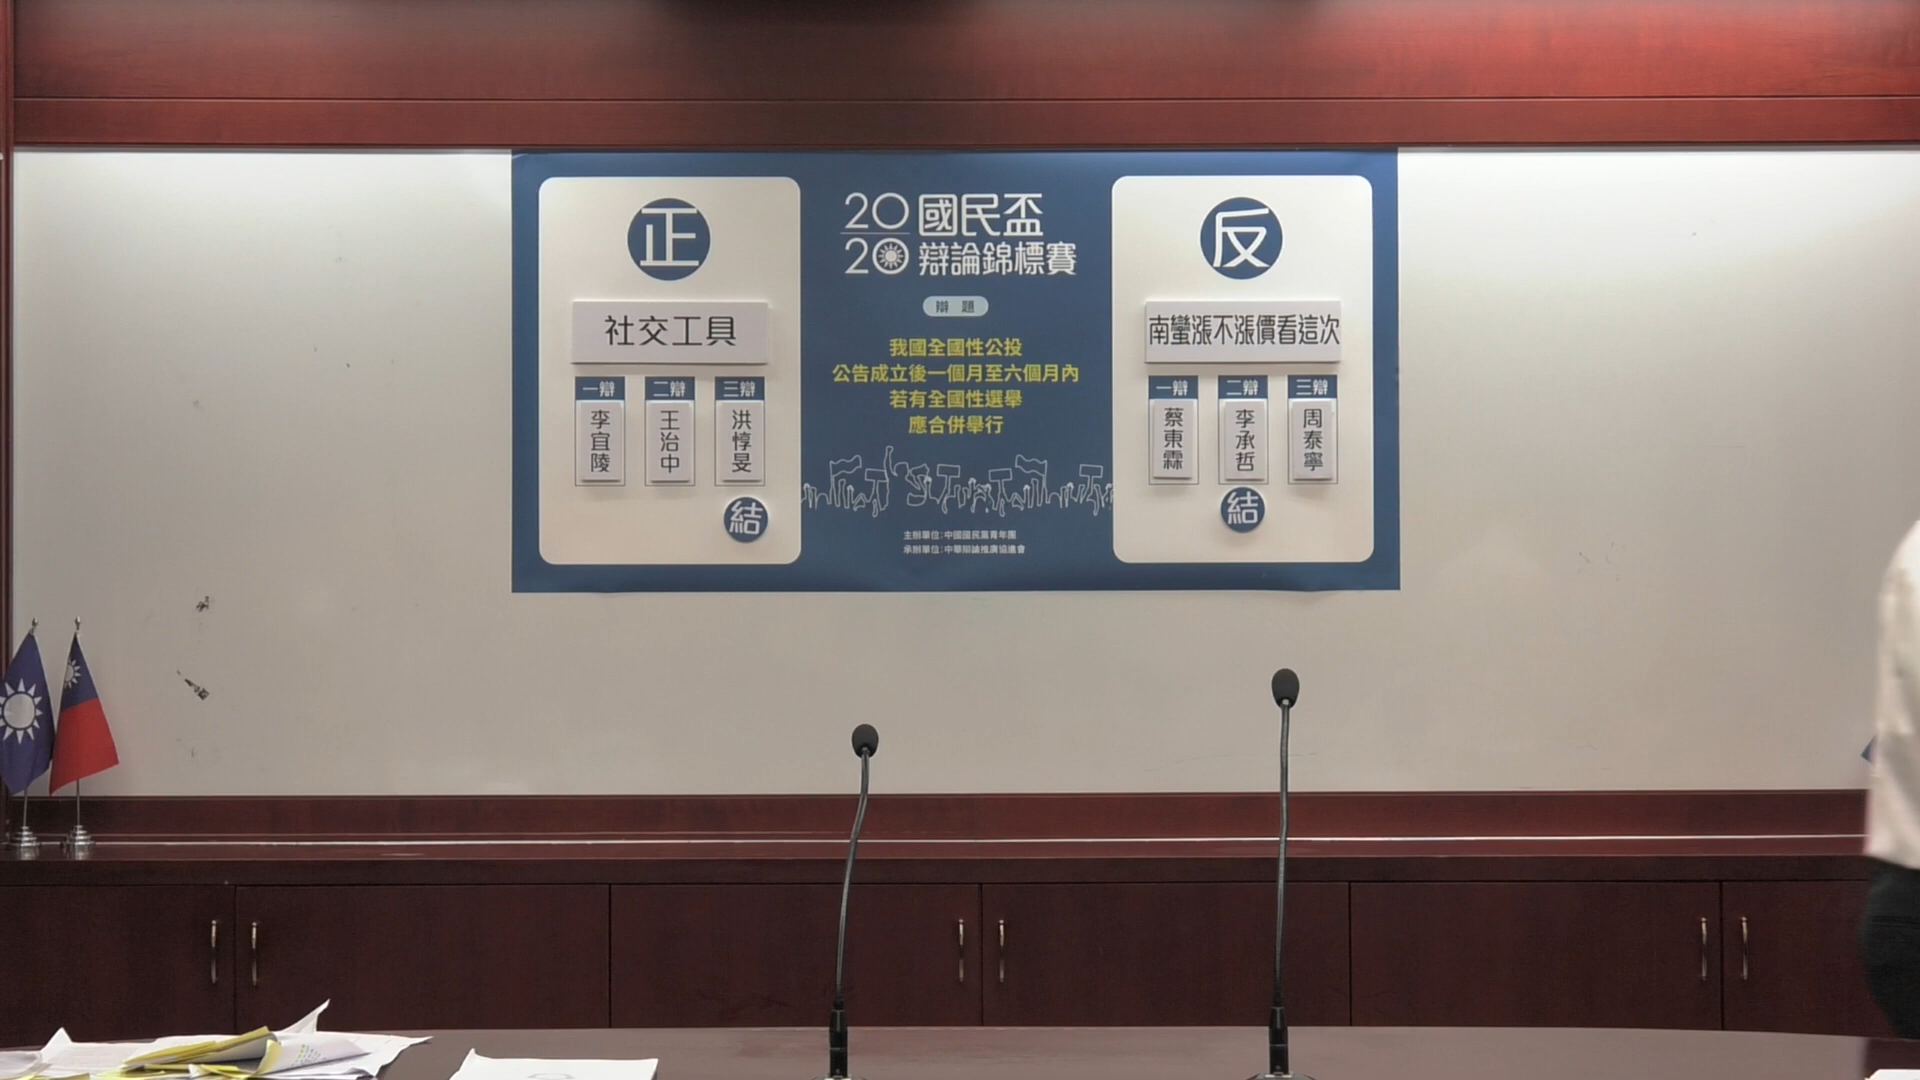 正
社交工具
一辯
二辯
三辯
李宜陵
王治中
洪惇旻
結
2020 國民盃
辯論錦標賽
辯題
我國全國性公投
公告成立後一個月至六個月內
若有全國性選舉
應合併舉行
主辦單位:中國國民黨青年團
承辦單位:中華辯論推廣協進會
反
南蠻漲不漲價看這次
一辯
二辯
三辯
蔡東霖
李承哲
周泰寧
結